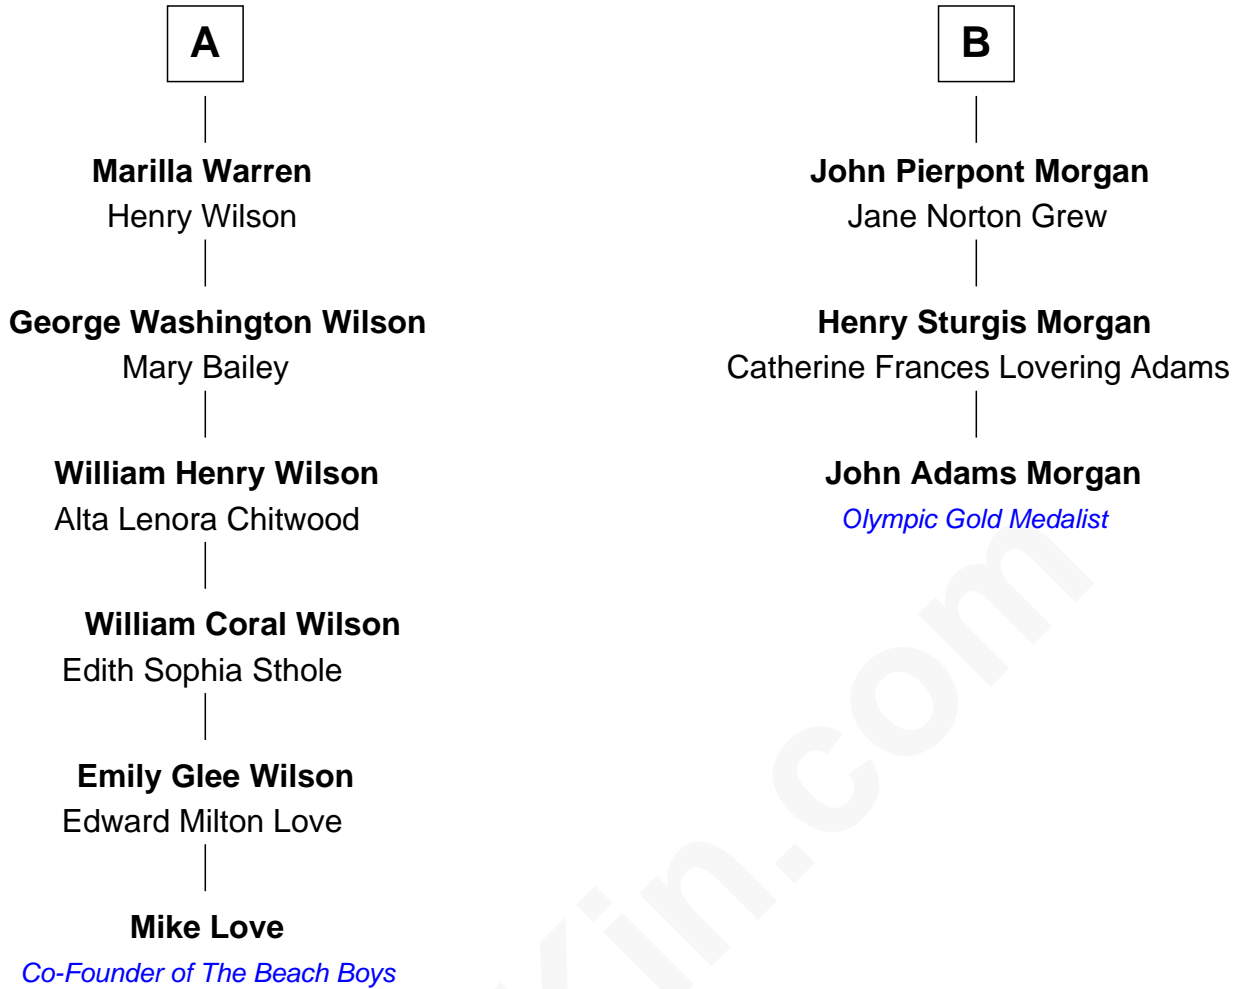 A
Marilla Warren
Henry Wilson
George Washington Wilson
Mary Bailey
William Henry Wilson
Alta Lenora Chitwood
William Coral Wilson
Edith Sophia Sthole
Emily Glee Wilson
Edward Milton Love
Mike Love
Co-Founder of The Beach Boys
B
John Pierpont Morgan
Jane Norton Grew
Henry Sturgis Morgan
Catherine Frances Lovering Adams
John Adams Morgan
Olympic Gold Medalist
Kin.com